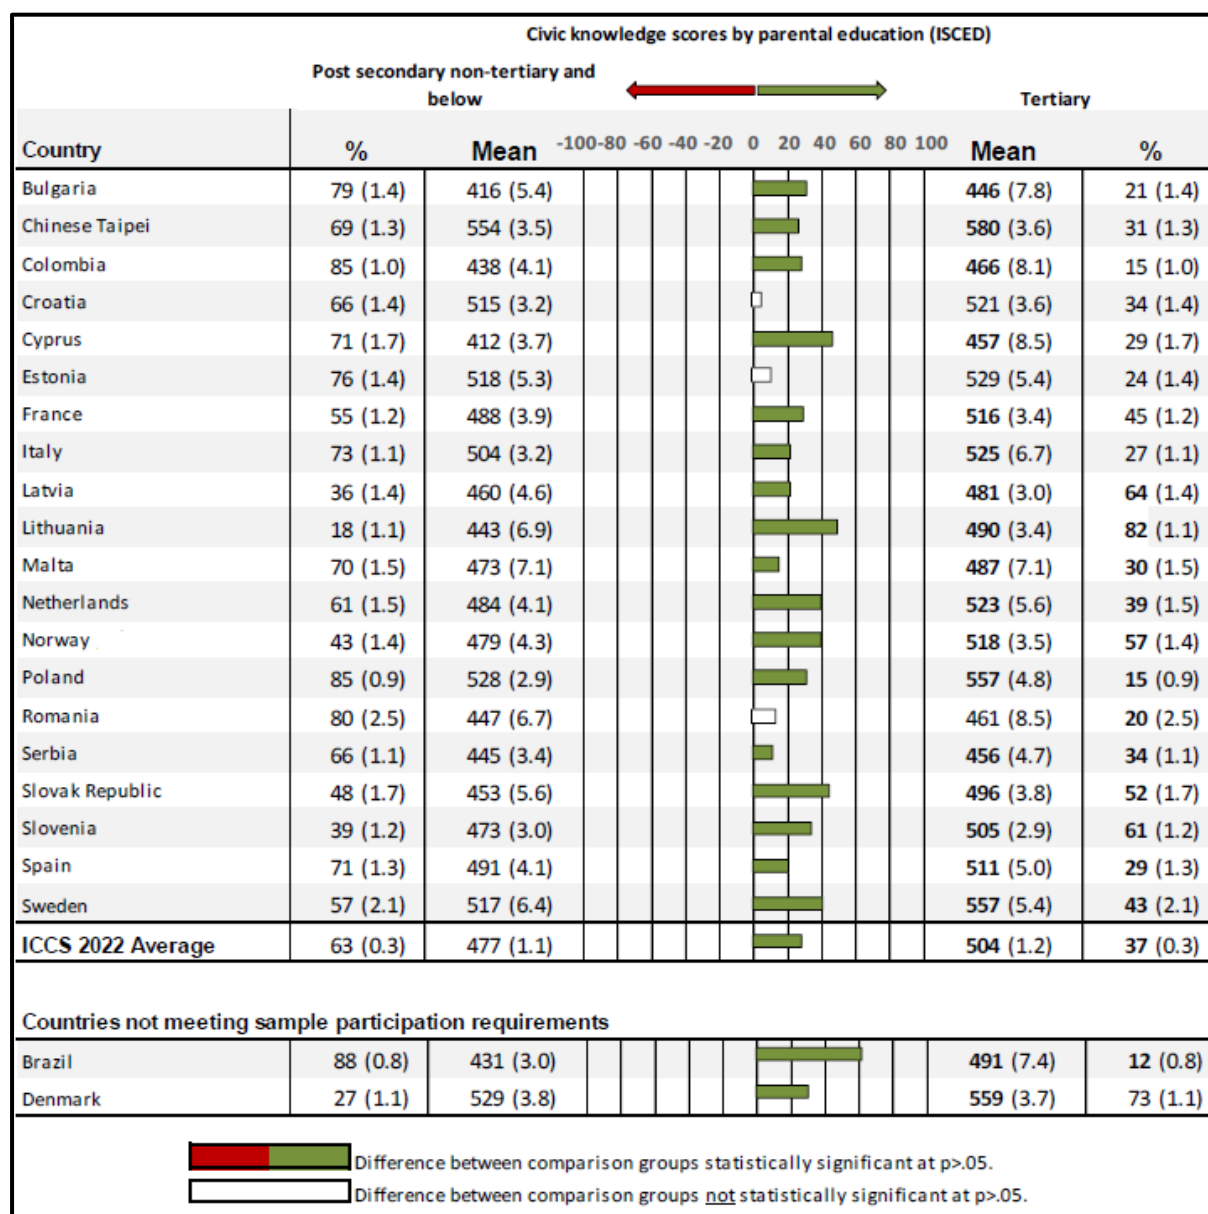 Civic knowledge scores by parental education (ISCED)
Post secondary non-tertiary and
below
Tertiary
Country % Mean -100-80 -60 -40 -20 0 20 40 60 80 100 Mean %
Bulgaria 79 (1.4) 416 (5.4) 446 (7.8) 21 (1.4)
Chinese Taipei 69 (1.3) 554 (3.5) 580 (3.6) 31 (1.3)
Colombia 85 (1.0) 438 (4.1) 466 (8.1) 15 (1.0)
Croatia 66 (1.4) 515 (3.2) 521 (3.6) 34 (1.4)
Cyprus 71 (1.7) 412 (3.7) 457 (8.5) 29 (1.7)
Estonia 76 (1.4) 518 (5.3) 529 (5.4) 24 (1.4)
France 55 (1.2) 488 (3.9) 516 (3.4) 45 (1.2)
Italy 73 (1.1) 504 (3.2) 525 (6.7) 27 (1.1)
Latvia 36 (1.4) 460 (4.6) 481 (3.0) 64 (1.4)
Lithuania 18 (1.1) 443 (6.9) 490 (3.4) 82 (1.1)
Malta 70 (1.5) 473 (7.1) 487 (7.1) 30 (1.5)
Netherlands 61 (1.5) 484 (4.1) 523 (5.6) 39 (1.5)
Norway 43 (1.4) 479 (4.3) 518 (3.5) 57 (1.4)
Poland 85 (0.9) 528 (2.9) 557 (4.8) 15 (0.9)
Romania 80 (2.5) 447 (6.7) 461 (8.5) 20 (2.5)
Serbia 66 (1.1) 445 (3.4) 456 (4.7) 34 (1.1)
Slovak Republic 48 (1.7) 453 (5.6) 496 (3.8) 52 (1.7)
Slovenia 39 (1.2) 473 (3.0) 505 (2.9) 61 (1.2)
Spain 71 (1.3) 491 (4.1) 511 (5.0) 29 (1.3)
Sweden 57 (2.1) 517 (6.4) 557 (5.4) 43 (2.1)
ICCS 2022 Average 63 (0.3) 477 (1.1) 504 (1.2) 37 (0.3)
Countries not meeting sample participation requirements
Brazil 88 (0.8) 431 (3.0) 491 (7.4) 12 (0.8)
Denmark 27 (1.1) 529 (3.8) 559 (3.7) 73 (1.1)
Difference between comparison groups statistically significant at p>.05.
Difference between comparison groups not statistically significant at p>.05.